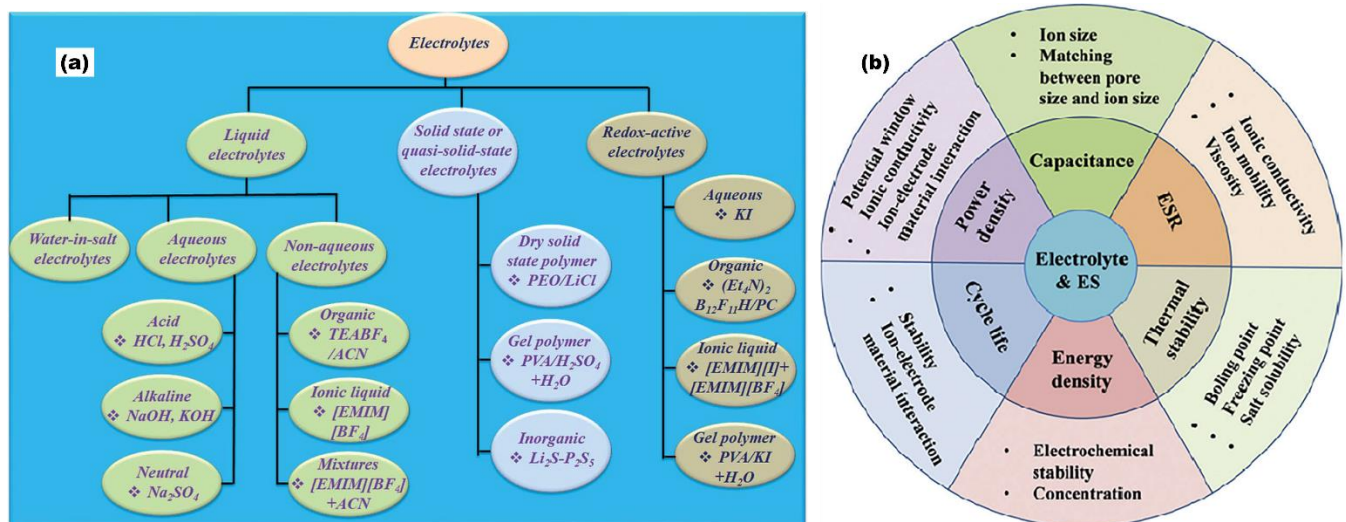 (a)
Electrolytes
Liquid
electrolytes
Solid state or
quasi-solid-state
electrolytes
Redox-active
electrolytes
Water-in-salt
electrolytes
Aqueous
electrolytes
Non-aqueous
electrolytes
Acid
❖ HCl, H₂SO₄
Alkaline
❖ NaOH, KOH
Neutral
❖ Na₂SO₄
Organic
❖ TEABF₄
/ACN
Ionic liquid
❖ [EMIM]
[BF₄]
Mixtures
❖ [EMIM][BF₄]
+ACN
Dry solid
state polymer
❖ PEO/LiCl
Gel polymer
❖ PVA/H₂SO₄
+H₂O
Inorganic
❖ Li₂S-P₂S₅
Aqueous
❖ KI
Organic
❖ (Et₄N)₂
B₁₂F₁₁H/PC
Ionic liquid
❖ [EMIM][I]+
[EMIM][BF₄]
Gel polymer
❖ PVA/KI
+H₂O
(b)
Electrolyte
& ES
Capacitance
• Ion size
• Matching
between pore
size and ion size
ESR
• Ionic conductivity
• Ion mobility
• Viscosity
Thermal
stability
• Boling point
• Freezing point
• Salt solubility
Energy
density
• Electrochemical
stability
• Concentration
Cycle life
• Stability
• Ion-electrode
material interaction
Power
density
• Potential window
• Ionic conductivity
• Ion-electrode
material interaction